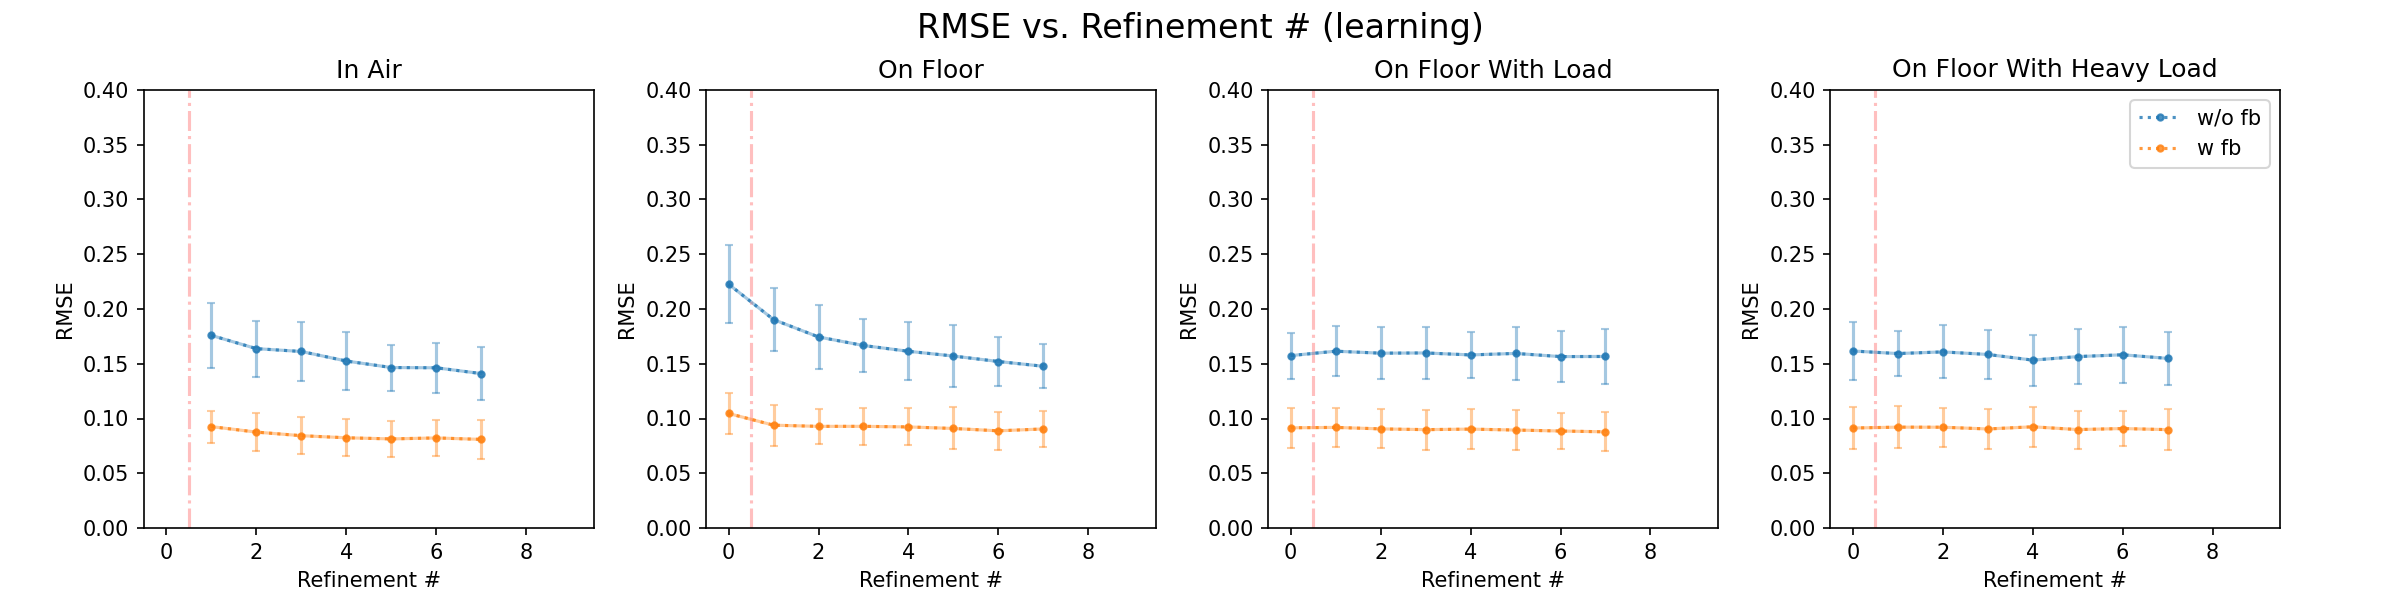 RMSE vs. Refinement # (learning)
In Air
0.40
0.35
0.30
0.25
0.20
0.15
0.10
0.05
0.00
RMSE
0 2 4 6 8
Refinement #
On Floor
0.40
0.35
0.30
0.25
0.20
0.15
0.10
0.05
0.00
RMSE
0 2 4 6 8
Refinement #
On Floor With Load
0.40
0.35
0.30
0.25
0.20
0.15
0.10
0.05
0.00
RMSE
0 2 4 6 8
Refinement #
On Floor With Heavy Load
0.40
0.35
0.30
0.25
0.20
0.15
0.10
0.05
0.00
RMSE
0 2 4 6 8
Refinement #
w/o fb
w fb